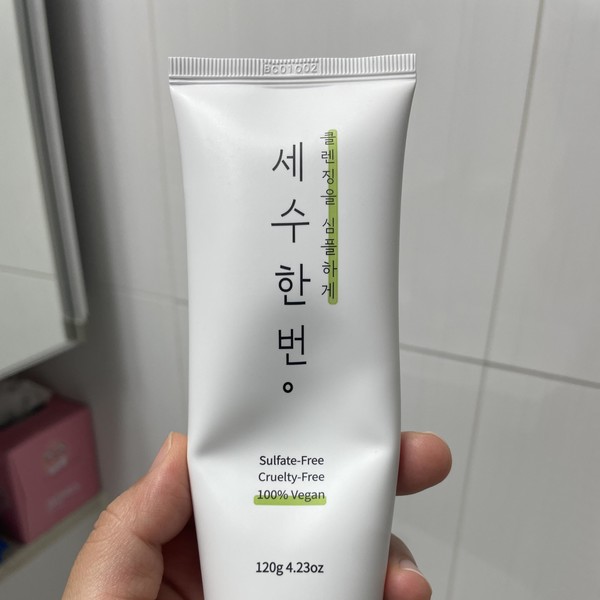 BC01002
세수한번
클렌징을 심플하게
Sulfate-Free
Cruelty-Free
100% Vegan
120g 4.23oz